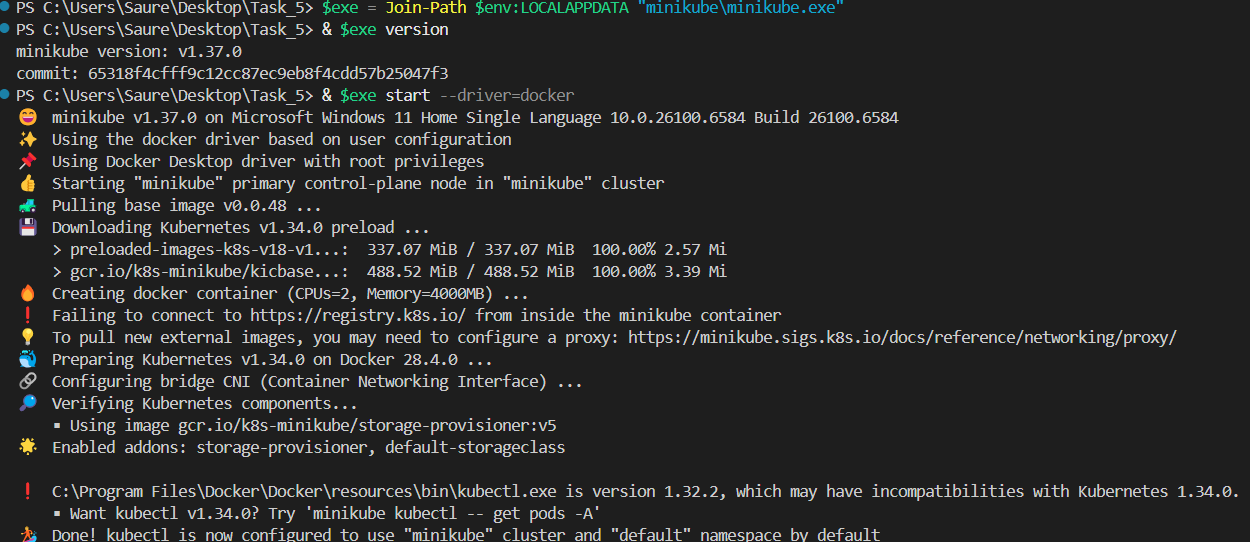 PS C:\Users\Saure\Desktop\Task_5> $exe = Join-Path $env:LOCALAPPDATA "minikube\minikube.exe"
PS C:\Users\Saure\Desktop\Task_5> & $exe version
minikube version: v1.37.0
commit: 65318f4cfff9c12cc87ec9eb8f4cdd57b25047f3
PS C:\Users\Saure\Desktop\Task_5> & $exe start --driver=docker
😄 minikube v1.37.0 on Microsoft Windows 11 Home Single Language 10.0.26100.6584 Build 26100.6584
✨ Using the docker driver based on user configuration
📌 Using Docker Desktop driver with root privileges
👍 Starting "minikube" primary control-plane node in "minikube" cluster
🚜 Pulling base image v0.0.48 ...
💾 Downloading Kubernetes v1.34.0 preload ...
> preloaded-images-k8s-v18-v1...: 337.07 MiB / 337.07 MiB 100.00% 2.57 Mi
> gcr.io/k8s-minikube/kicbase...: 488.52 MiB / 488.52 MiB 100.00% 3.39 Mi
🔥 Creating docker container (CPUs=2, Memory=4000MB) ...
❗ Failing to connect to https://registry.k8s.io/ from inside the minikube container
💡 To pull new external images, you may need to configure a proxy: https://minikube.sigs.k8s.io/docs/reference/networking/proxy/
🐳 Preparing Kubernetes v1.34.0 on Docker 28.4.0 ...
🔗 Configuring bridge CNI (Container Networking Interface) ...
🔎 Verifying Kubernetes components...
▪ Using image gcr.io/k8s-minikube/storage-provisioner:v5
🌟 Enabled addons: storage-provisioner, default-storageclass
❗ C:\Program Files\Docker\Docker\resources\bin\kubectl.exe is version 1.32.2, which may have incompatibilities with Kubernetes 1.34.0.
▪ Want kubectl v1.34.0? Try 'minikube kubectl -- get pods -A'
🏄 Done! kubectl is now configured to use "minikube" cluster and "default" namespace by default